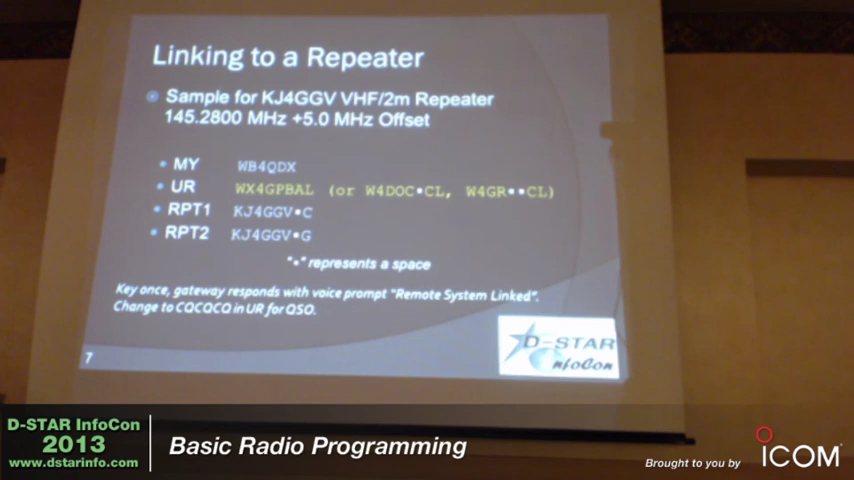 Linking to a Repeater
Sample for KJ4GGV VHF/2m Repeater
145.2800 MHz +5.0 MHz Offset
• MY WB4QDX
• UR WX4GPBAL (or W4DOC•CL, W4GR••CL)
• RPT1 KJ4GGV•C
• RPT2 KJ4GGV•G
"•" represents a space
Key once, gateway responds with voice prompt "Remote System Linked".
Change to CQCQCQ in UR for QSO.
7
D-STAR
InfoCon
D-STAR InfoCon
2013
www.dstarinfo.com
Basic Radio Programming
Brought to you by
ICOM